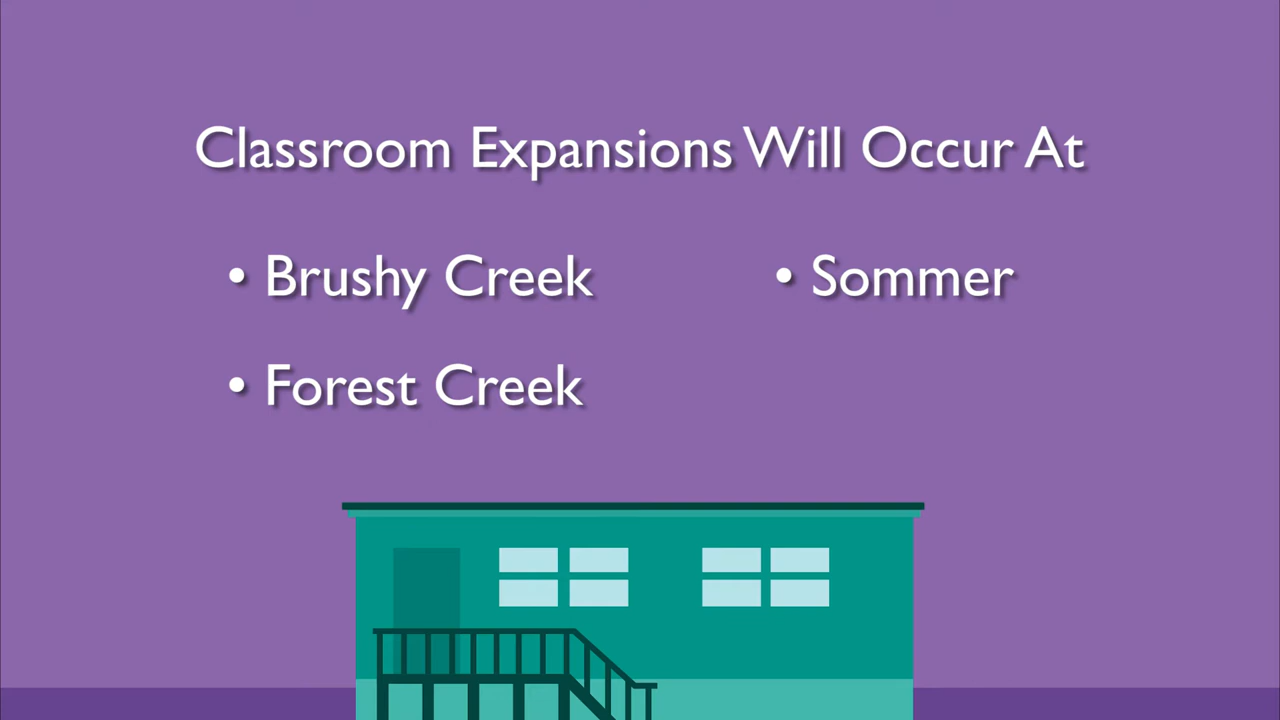 Classroom Expansions Will Occur At
• Brushy Creek
• Forest Creek
• Sommer